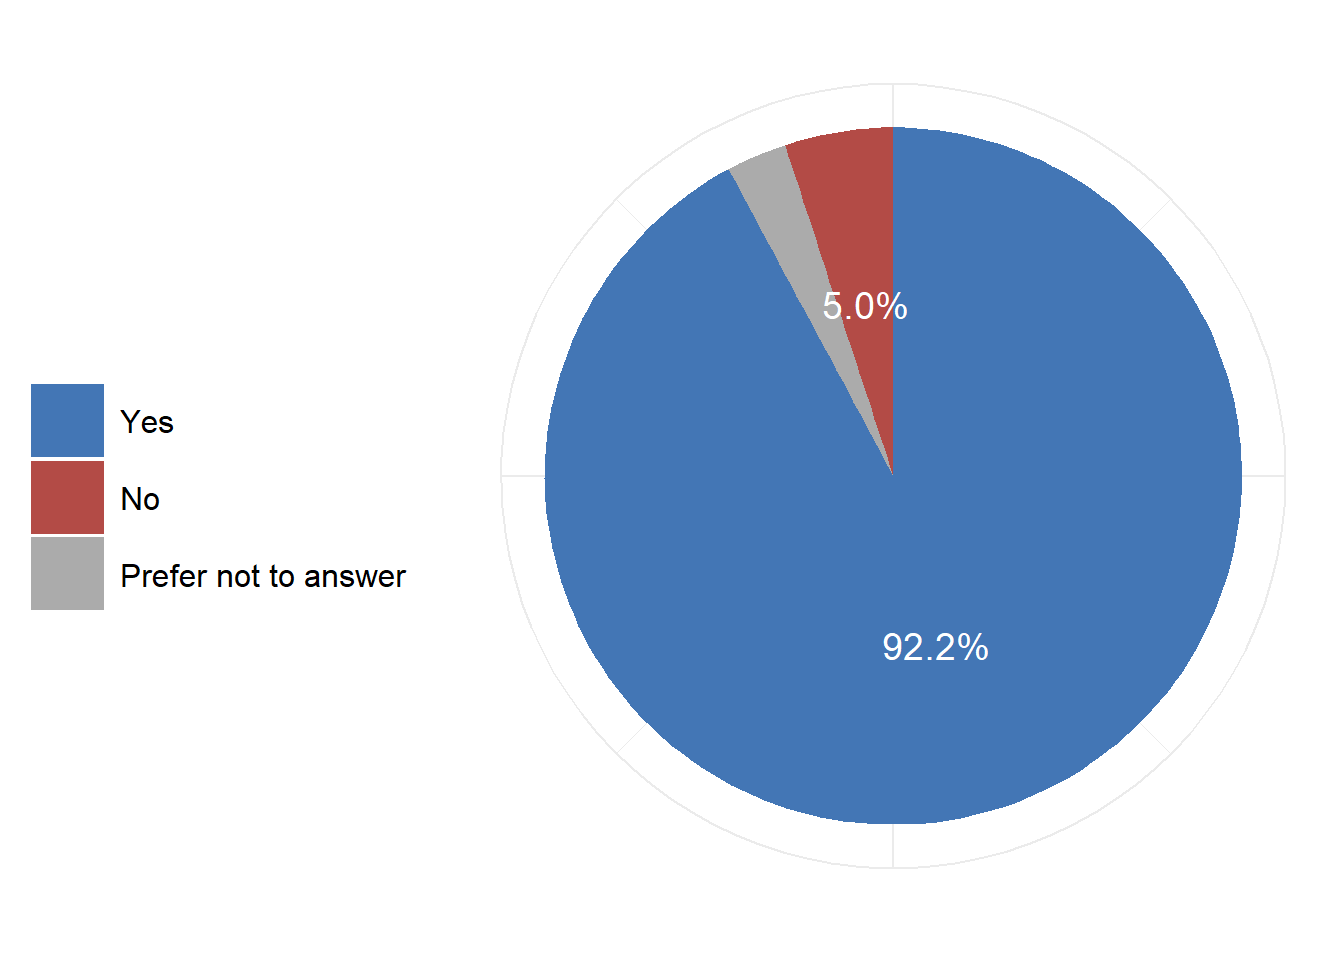 Yes
No
Prefer not to answer
5.0%
92.2%